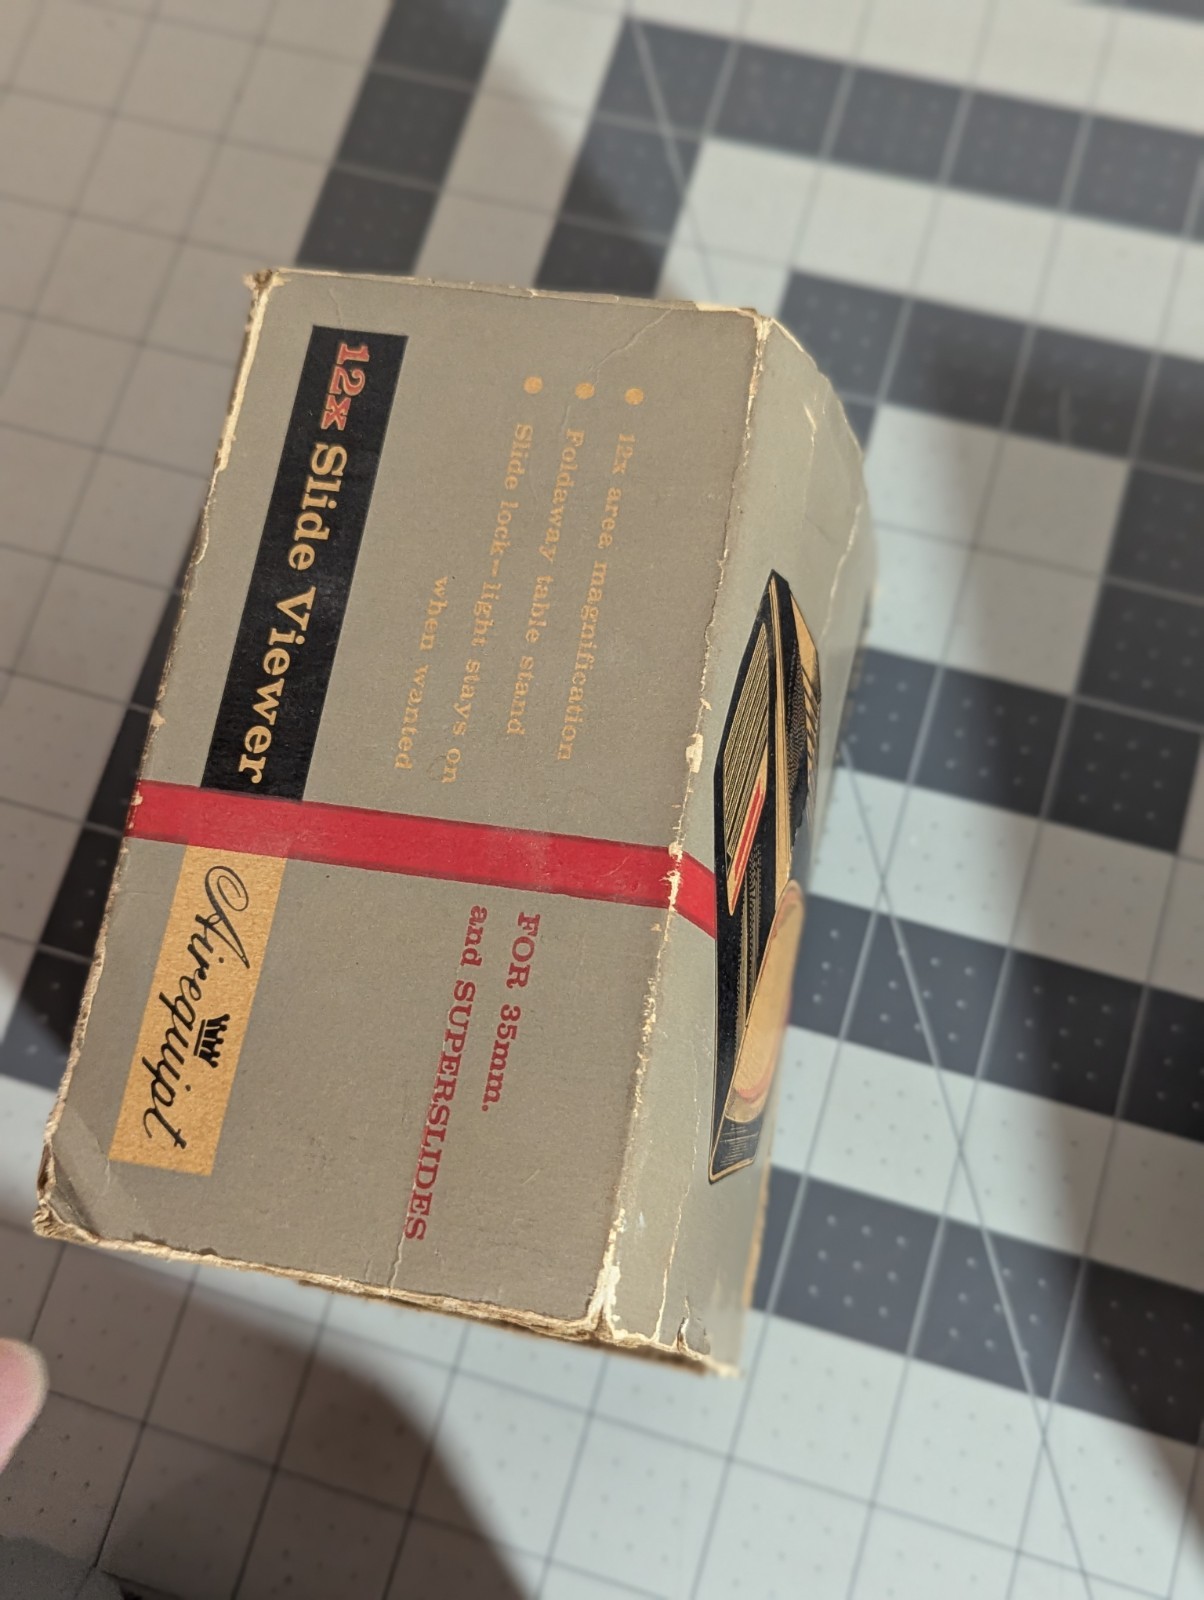 12x area magnification
Foldaway table stand
Slide lock - light stays on
when wanted
12x Slide Viewer
FOR 35mm.
and SUPERSLIDES
Airequipt